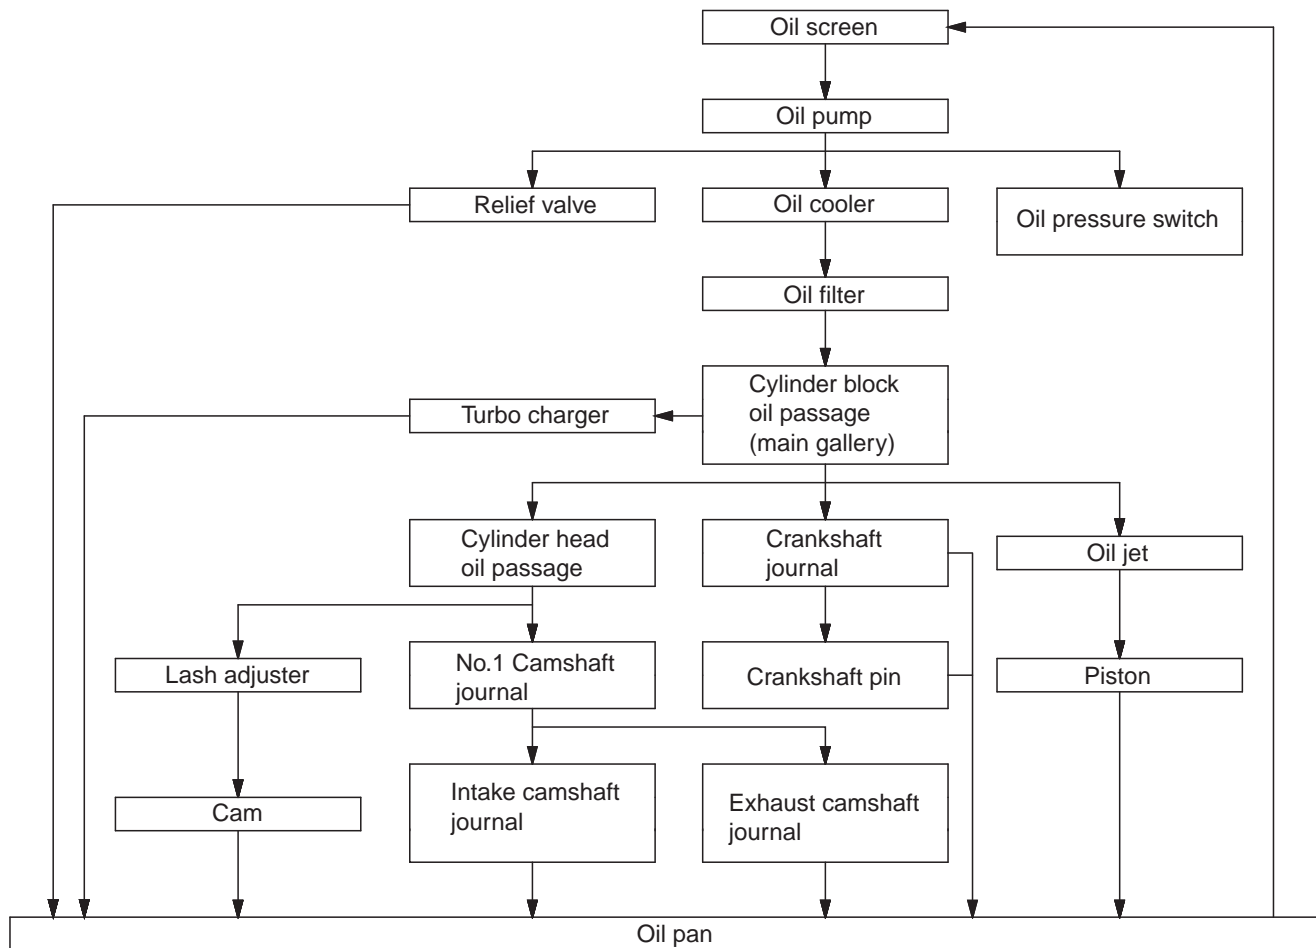 Oil screen
Oil pump
Relief valve
Oil cooler
Oil pressure switch
Oil filter
Cylinder block
oil passage
(main gallery)
Turbo charger
Cylinder head
oil passage
Crankshaft
journal
Oil jet
Lash adjuster
No.1 Camshaft
journal
Crankshaft pin
Piston
Cam
Intake camshaft
journal
Exhaust camshaft
journal
Oil pan